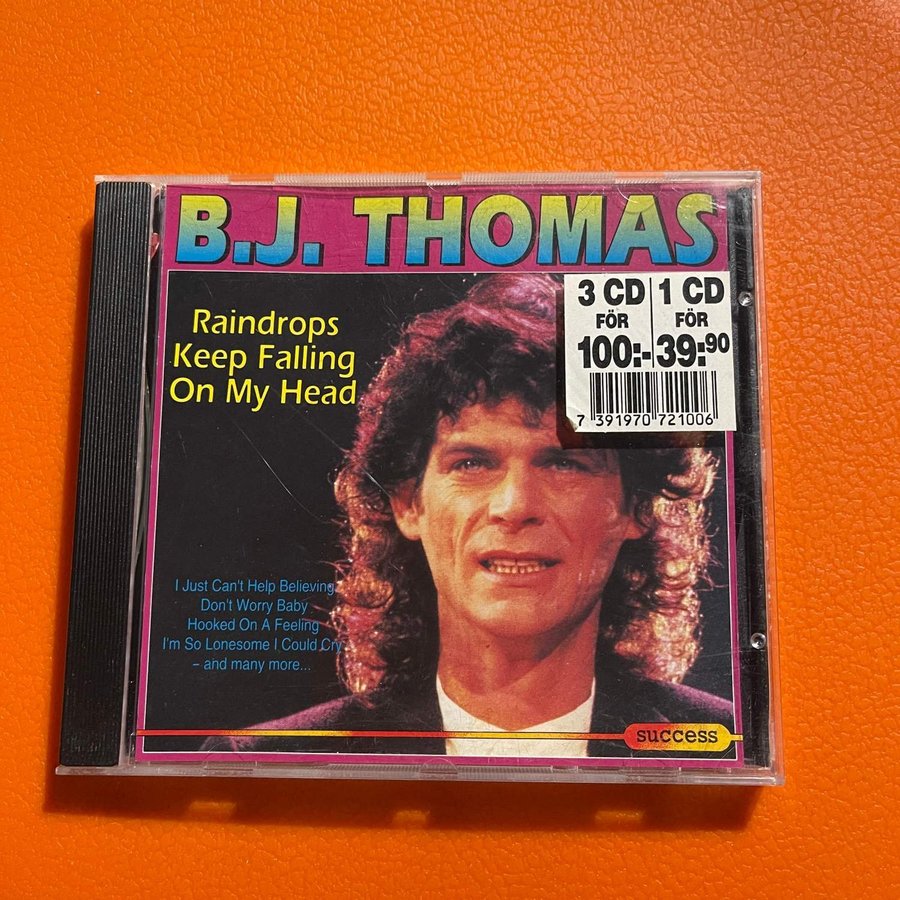 B.J. THOMAS
Raindrops
Keep Falling
On My Head
3 CD
FÖR
100:-
1 CD
FÖR
39:90
7 391970 721006
I Just Can't Help Believing
Don't Worry Baby
Hooked On A Feeling
I'm So Lonesome I Could Cry
– and many more...
success